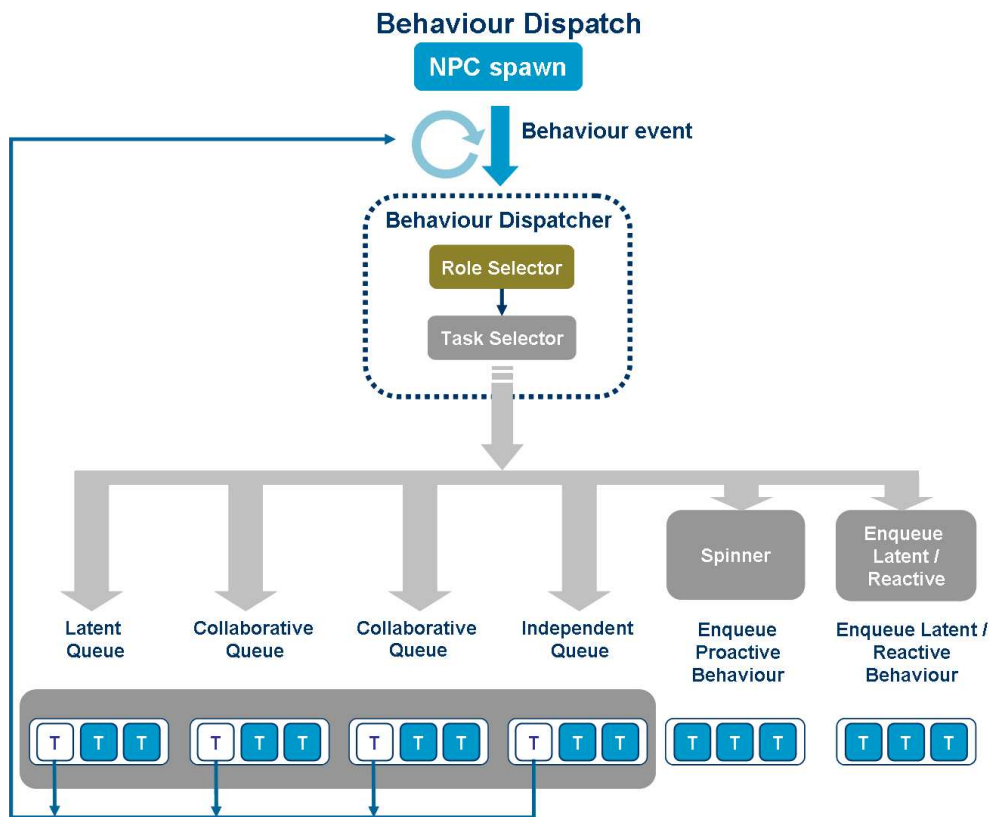 Behaviour Dispatch
NPC spawn
Behaviour event
Behaviour Dispatcher
Role Selector
Task Selector
Spinner
Enqueue
Latent /
Reactive
Latent
Queue
Collaborative
Queue
Collaborative
Queue
Independent
Queue
Enqueue
Proactive
Behaviour
Enqueue Latent /
Reactive
Behaviour
T T T
T T T
T T T
T T T
T T T
T T T